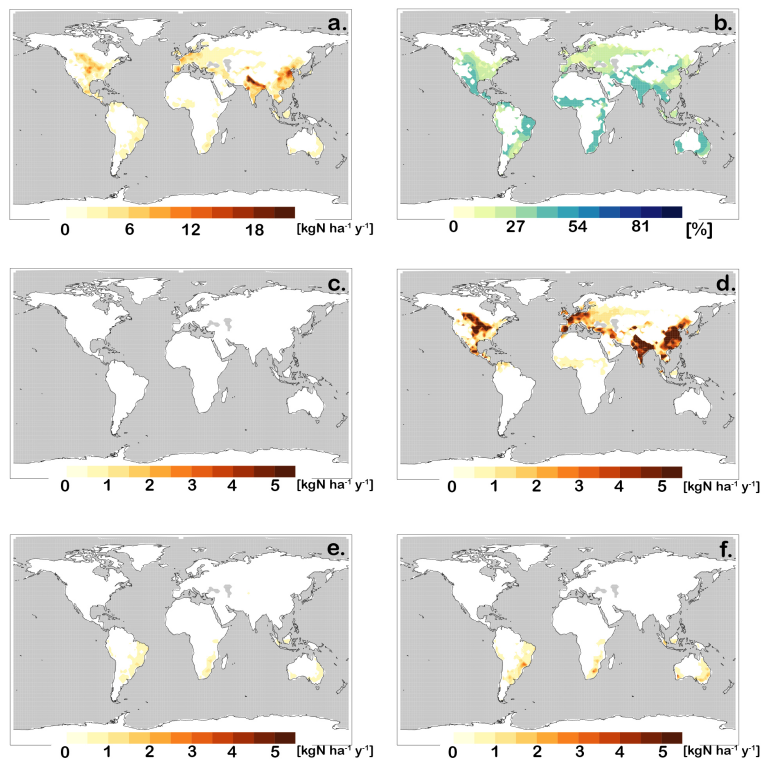 a.
b.
0 6 12 18 [kgN ha⁻¹ y⁻¹]
0 27 54 81 [%]
c.
d.
0 1 2 3 4 5 [kgN ha⁻¹ y⁻¹]
0 1 2 3 4 5 [kgN ha⁻¹ y⁻¹]
e.
f.
0 1 2 3 4 5 [kgN ha⁻¹ y⁻¹]
0 1 2 3 4 5 [kgN ha⁻¹ y⁻¹]